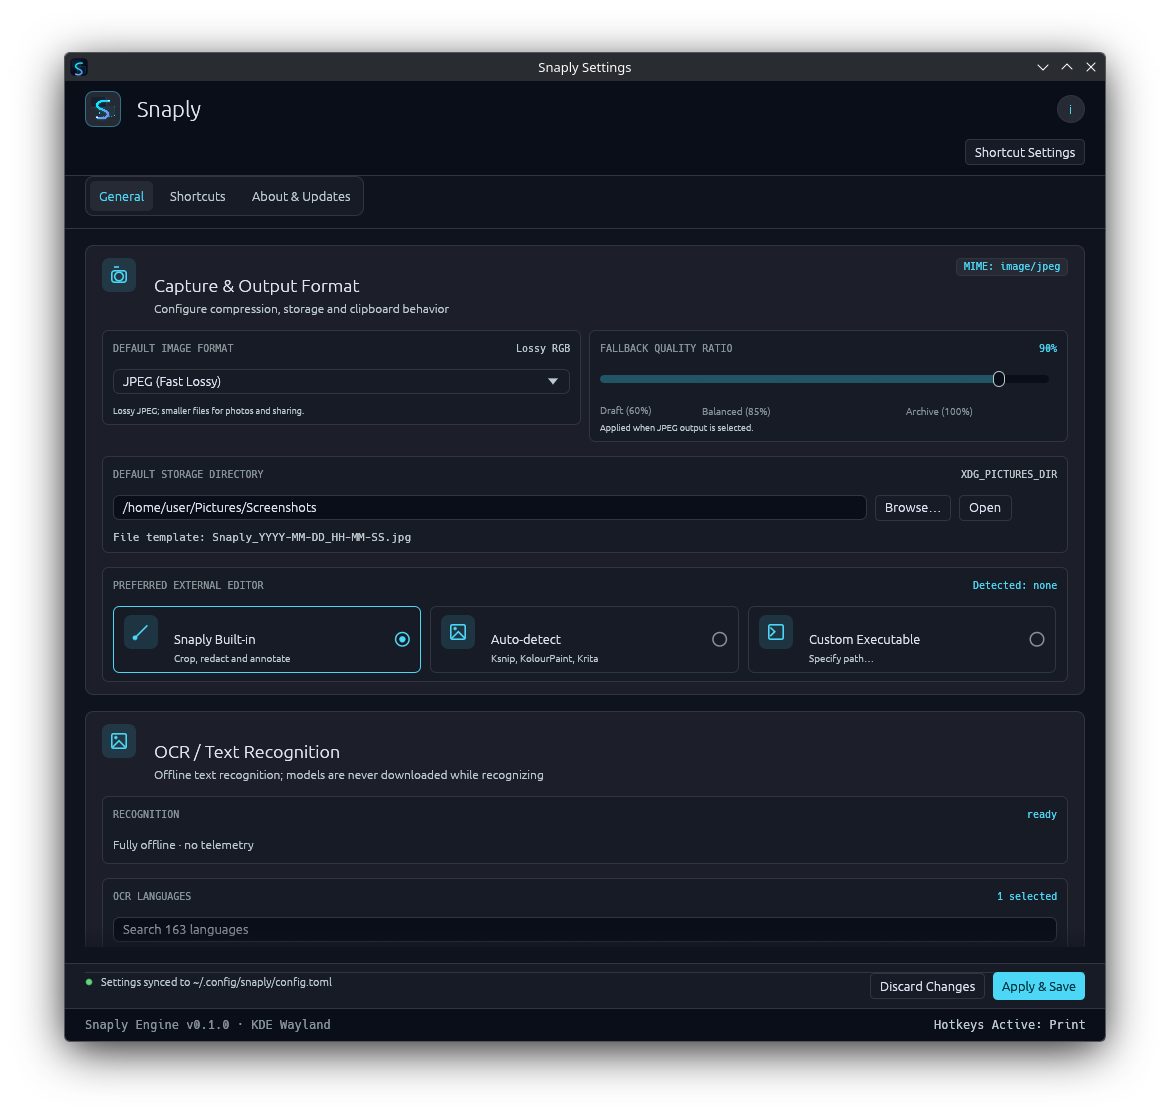 Snaply Settings
Snaply
i
Shortcut Settings
General Shortcuts About & Updates
Capture & Output Format
MIME: image/jpeg
Configure compression, storage and clipboard behavior
DEFAULT IMAGE FORMAT Lossy RGB
JPEG (Fast Lossy)
Lossy JPEG; smaller files for photos and sharing.
FALLBACK QUALITY RATIO 90%
Draft (60%) Balanced (85%) Archive (100%)
Applied when JPEG output is selected.
DEFAULT STORAGE DIRECTORY XDG_PICTURES_DIR
/home/user/Pictures/Screenshots Browse... Open
File template: Snaply_YYYY-MM-DD_HH-MM-SS.jpg
PREFERRED EXTERNAL EDITOR Detected: none
Snaply Built-in
Crop, redact and annotate
Auto-detect
Ksnip, KolourPaint, Krita
Custom Executable
Specify path...
OCR / Text Recognition
Offline text recognition; models are never downloaded while recognizing
RECOGNITION ready
Fully offline · no telemetry
OCR LANGUAGES 1 selected
Search 163 languages
Settings synced to ~/.config/snaply/config.toml
Discard Changes Apply & Save
Snaply Engine v0.1.0 · KDE Wayland Hotkeys Active: Print